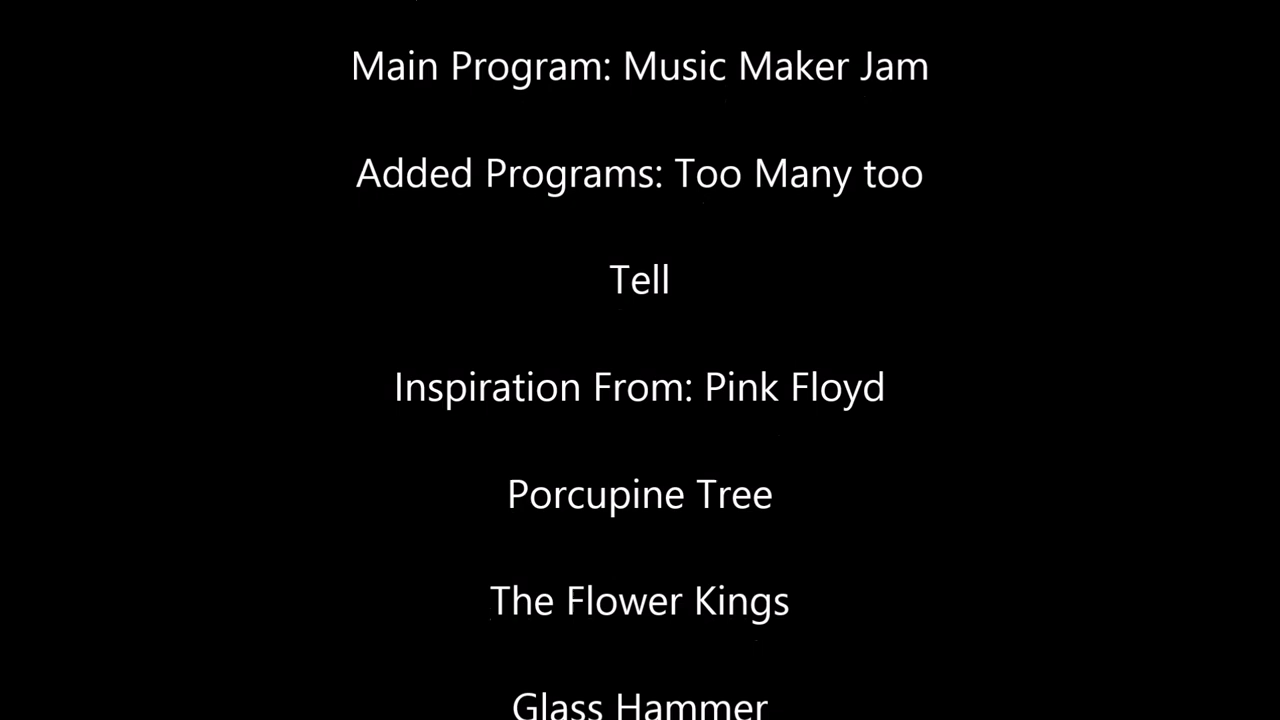 Main Program: Music Maker Jam
Added Programs: Too Many too
Tell
Inspiration From: Pink Floyd
Porcupine Tree
The Flower Kings
Glass Hammer